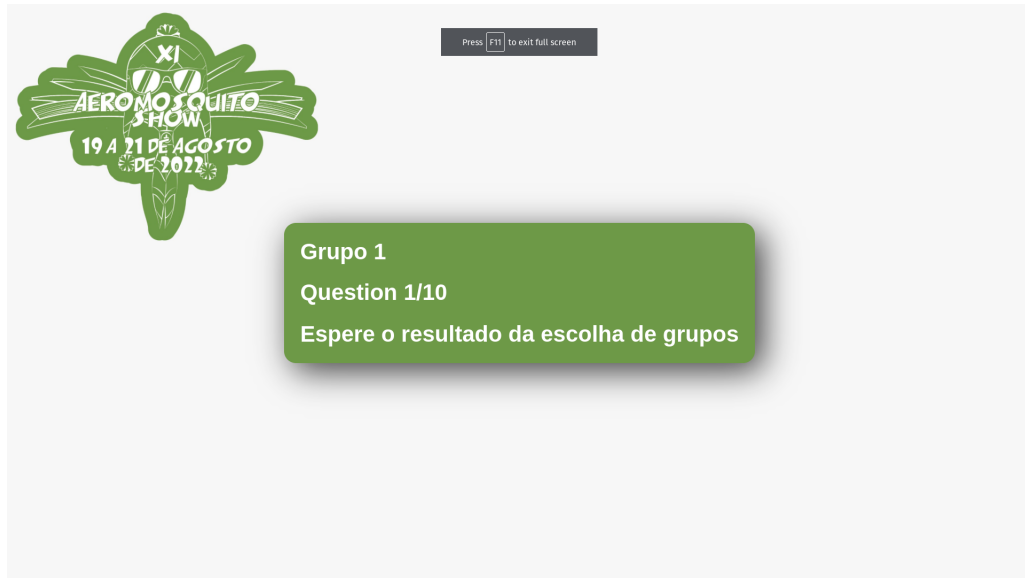 XI
AEROMOSQUITO
SHOW
19 A 21 DE AGOSTO
DE 2022
Press F11 to exit full screen
Grupo 1
Question 1/10
Espere o resultado da escolha de grupos